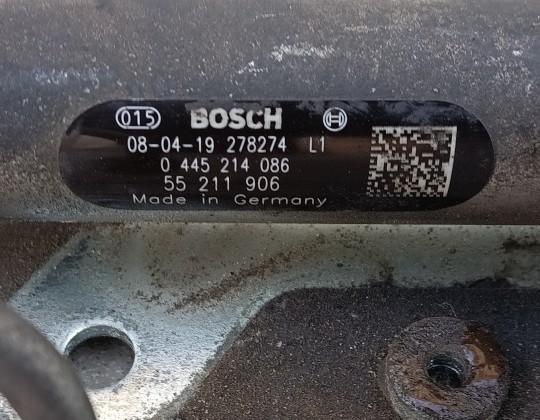 015 BOSCH
08-04-19 278274 L1
0 445 214 086
55 211 906
Made in Germany